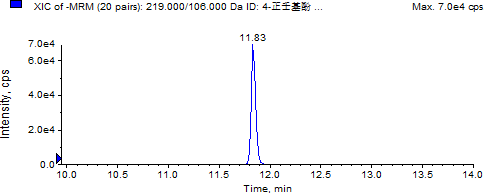 XIC of -MRM (20 pairs): 219.000/106.000 Da ID: 4-正壬基酚 ... Max. 7.0e4 cps
11.83
7.0e4
6.0e4
4.0e4
2.0e4
0.0
Intensity, cps
10.0 10.5 11.0 11.5 12.0 12.5 13.0 13.5 14.0
Time, min